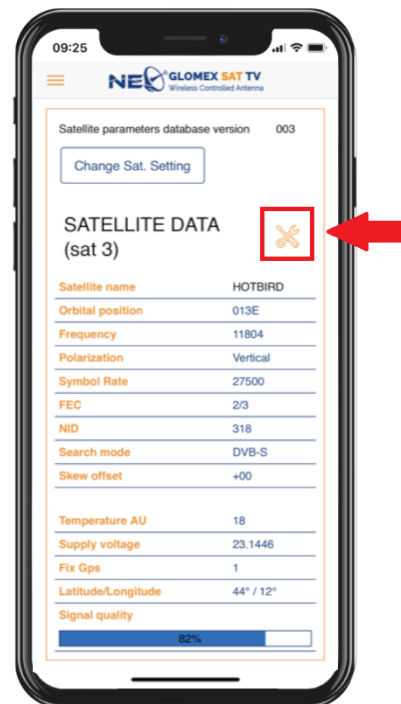 09:25
NEO GLOMEX SAT TV
Wireless Controlled Antenna
Satellite parameters database version 003
Change Sat. Setting
SATELLITE DATA
(sat 3)
Satellite name HOTBIRD
Orbital position 013E
Frequency 11804
Polarization Vertical
Symbol Rate 27500
FEC 2/3
NID 318
Search mode DVB-S
Skew offset +00
Temperature AU 18
Supply voltage 23.1446
Fix Gps 1
Latitude/Longitude 44° / 12°
Signal quality
82%